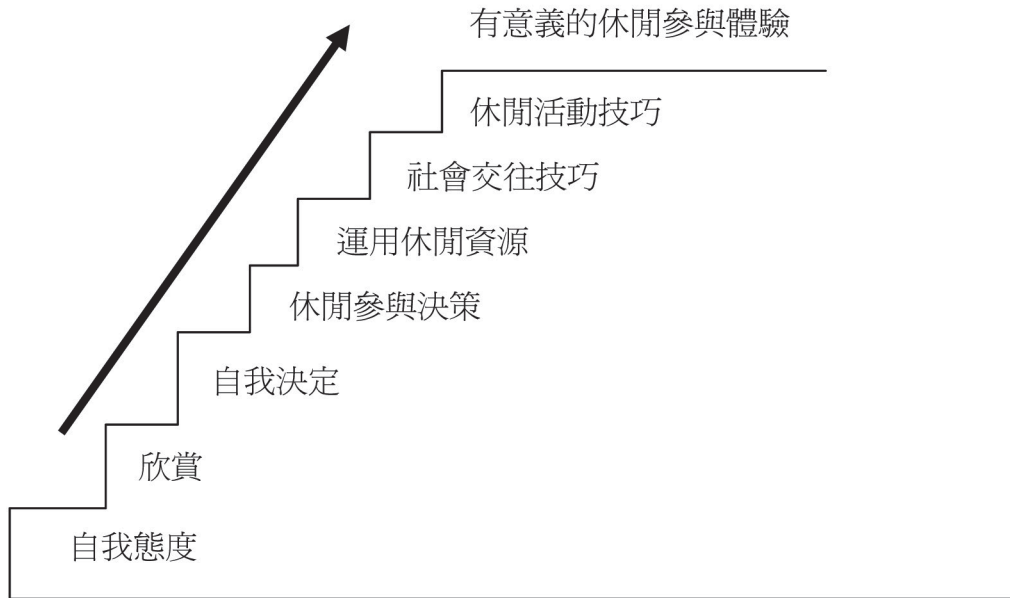 有意義的休閒參與體驗
休閒活動技巧
社會交往技巧
運用休閒資源
休閒參與決策
自我決定
欣賞
自我態度